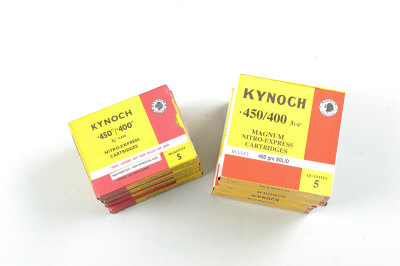 KYNOCH
·450"/·400"
NITRO-EXPRESS
CARTRIDGES
QUANTITY
5
KYNOCH
·450/400 3¼"
MAGNUM
NITRO-EXPRESS
CARTRIDGES
BULLET 400 grs SOLID
QUANTITY
5